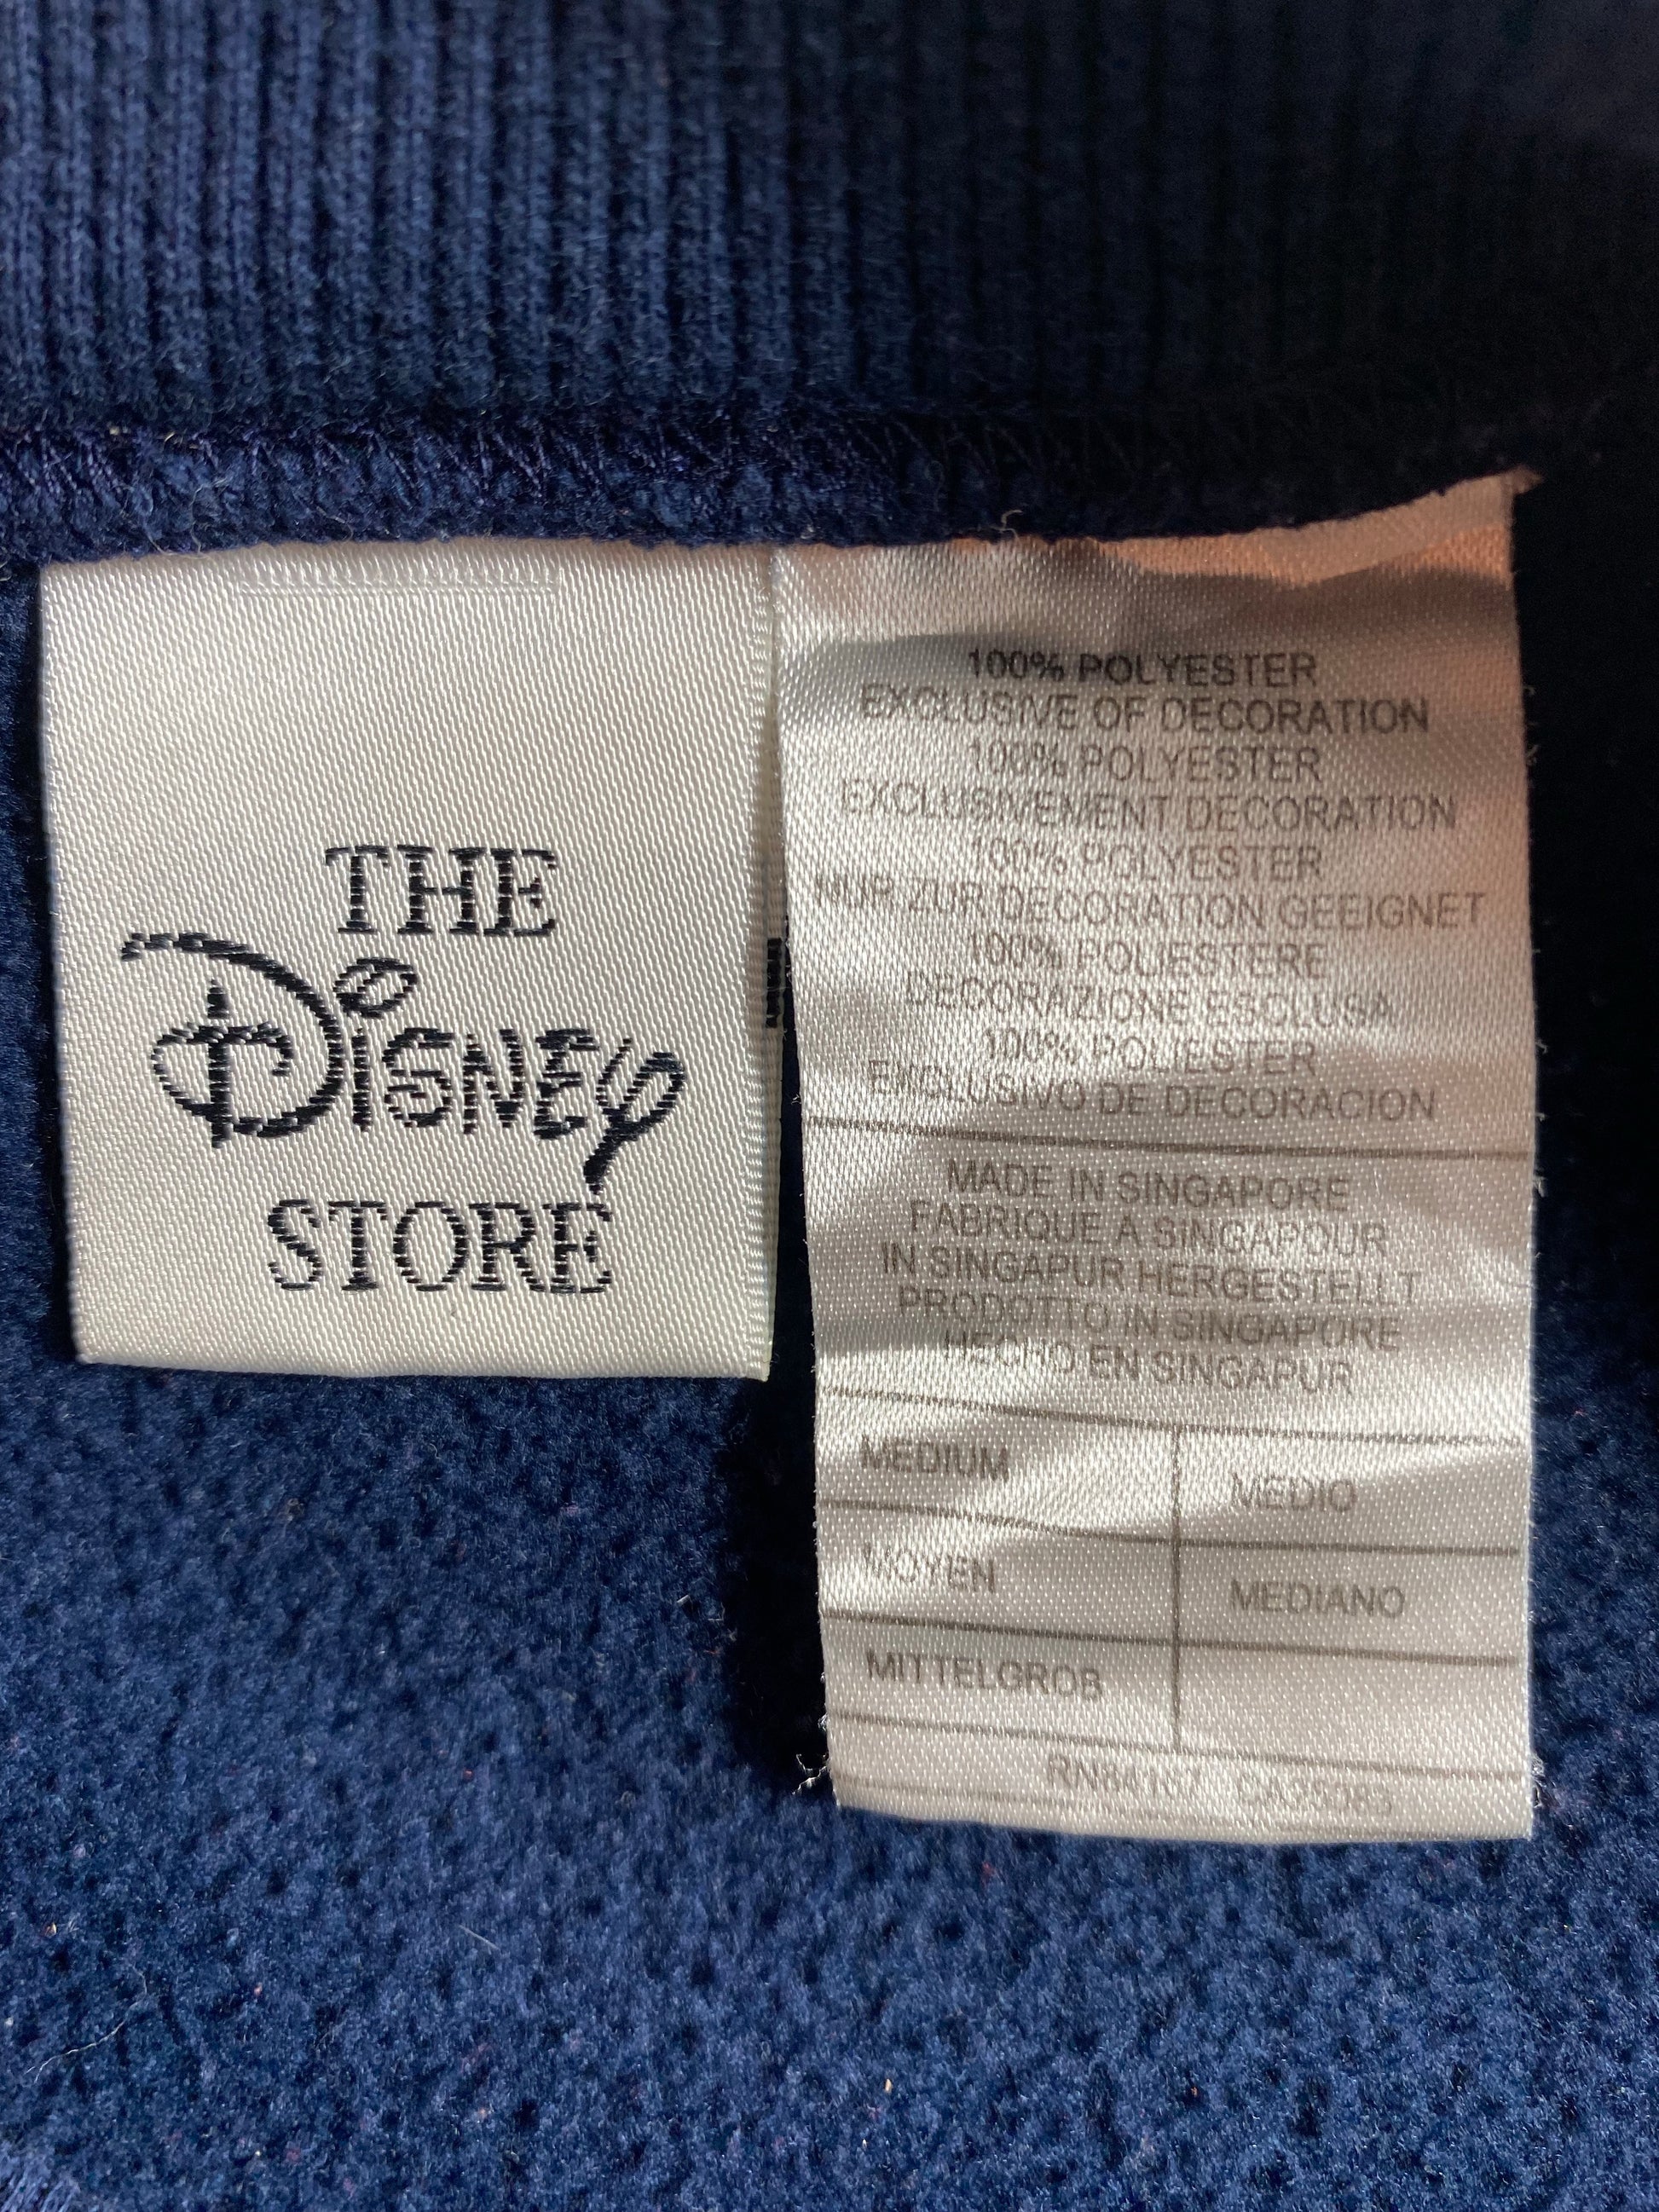 THE
DISNEY
STORE
100% POLYESTER
EXCLUSIVE OF DECORATION
100% POLYESTER
EXCLUSIVEMENT DECORATION
100% POLYESTER
NUR ZUR DECORATION GEEIGNET
100% POLIESTERE
DECORAZIONE ESCLUSA
100% POLIESTER
EXCLUSIVO DE DECORACION
MADE IN SINGAPORE
FABRIQUE A SINGAPOUR
IN SINGAPUR HERGESTELLT
PRODOTTO IN SINGAPORE
HECHO EN SINGAPUR
MEDIUM
MOYEN
MITTELGROB
MEDIO
MEDIANO